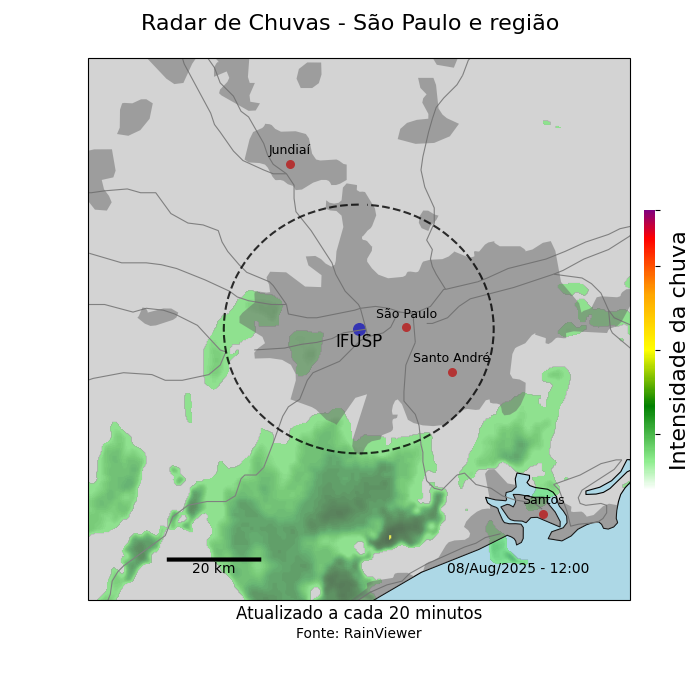 Radar de Chuvas - São Paulo e região
Jundiaí
São Paulo
IFUSP
Santo André
Santos
20 km
08/Aug/2025 - 12:00
Intensidade da chuva
Atualizado a cada 20 minutos
Fonte: RainViewer